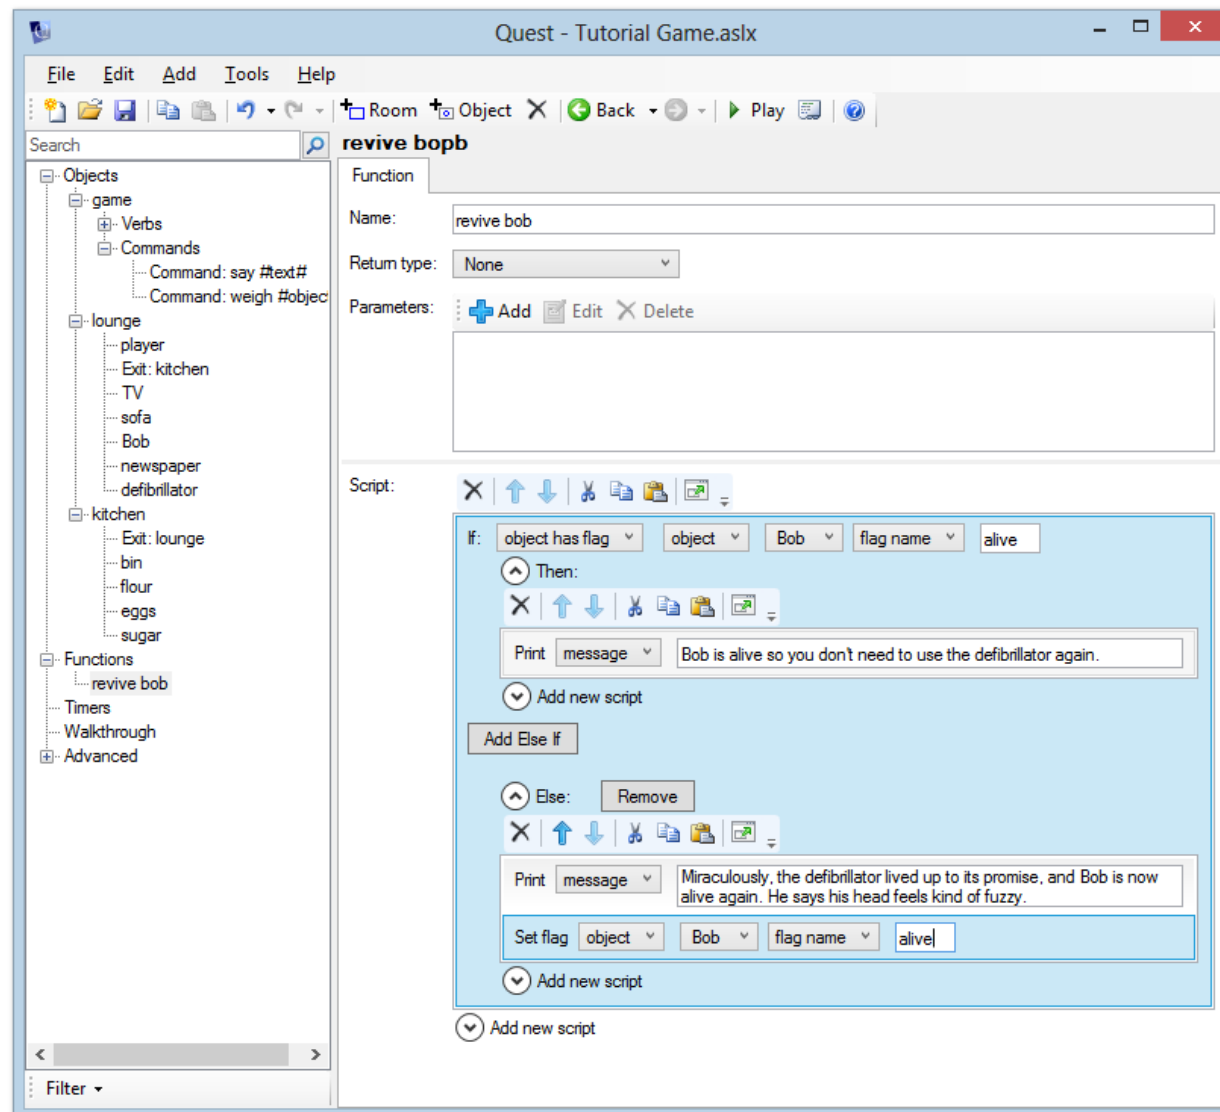 Quest - Tutorial Game.aslx
File Edit Add Tools Help
Room Object Back Play
Search
revive bopb
Objects
game
Verbs
Commands
Command: say #text#
Command: weigh #objec
lounge
player
Exit: kitchen
TV
sofa
Bob
newspaper
defibrillator
kitchen
Exit: lounge
bin
flour
eggs
sugar
Functions
revive bob
Timers
Walkthrough
Advanced
Filter
Function
Name: revive bob
Return type: None
Parameters: Add Edit Delete
Script:
If: object has flag object Bob flag name alive
Then:
Print message Bob is alive so you don't need to use the defibrillator again.
Add new script
Add Else If
Else: Remove
Print message Miraculously, the defibrillator lived up to its promise, and Bob is now
alive again. He says his head feels kind of fuzzy.
Set flag object Bob flag name alive
Add new script
Add new script